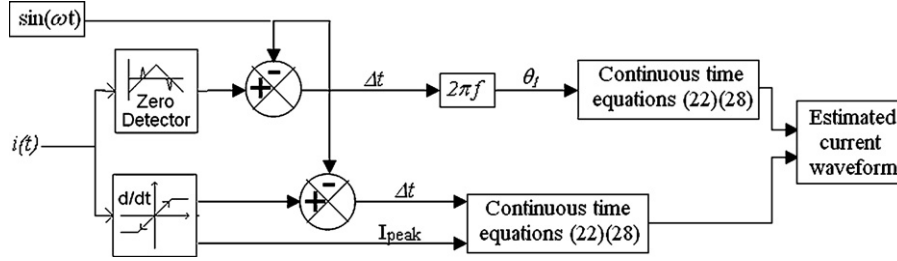 sin(ωt)
Zero
Detector
- 
+
Δt
2πf
θI
Continuous time
equations (22)(28)
Estimated
current
waveform
i(t)
d/dt
-
+
Δt
Ipeak
Continuous time
equations (22)(28)